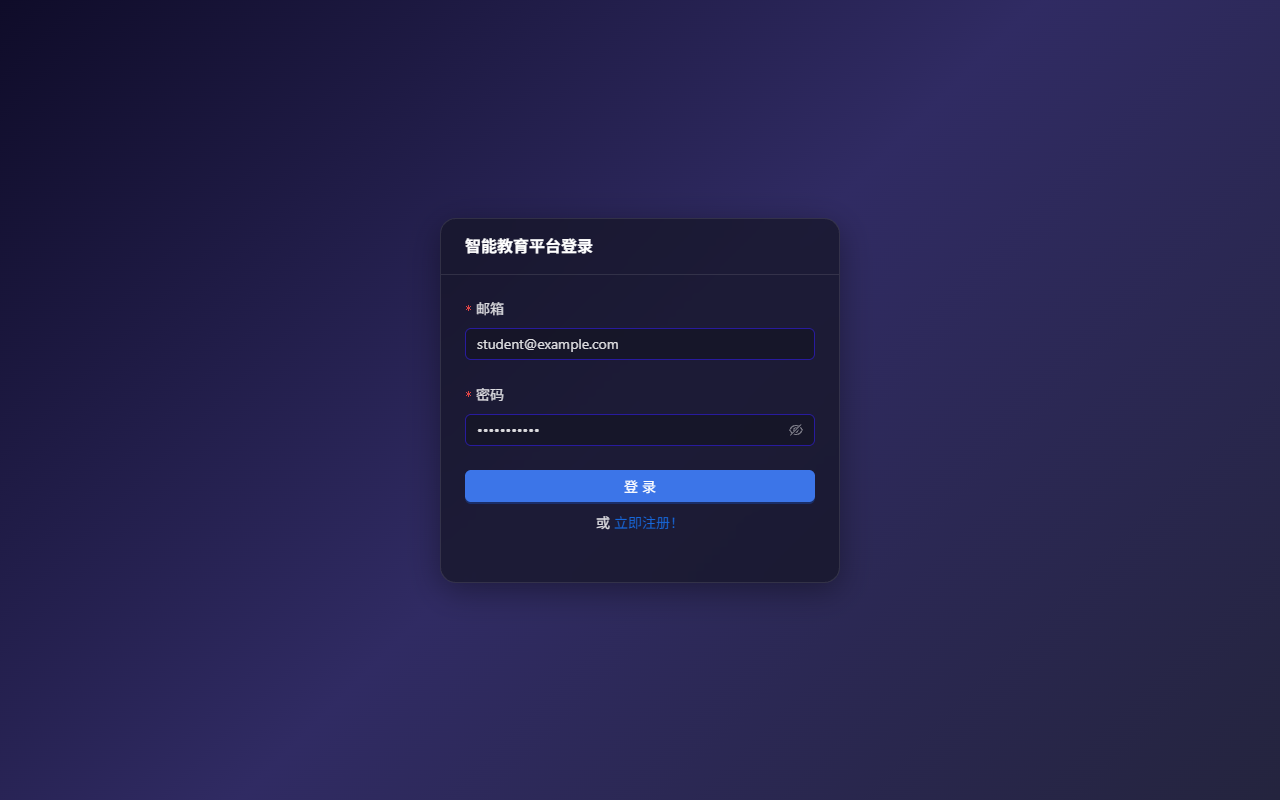 智能教育平台登录
* 邮箱
student@example.com
* 密码
•••••••••••
登 录
或 立即注册!